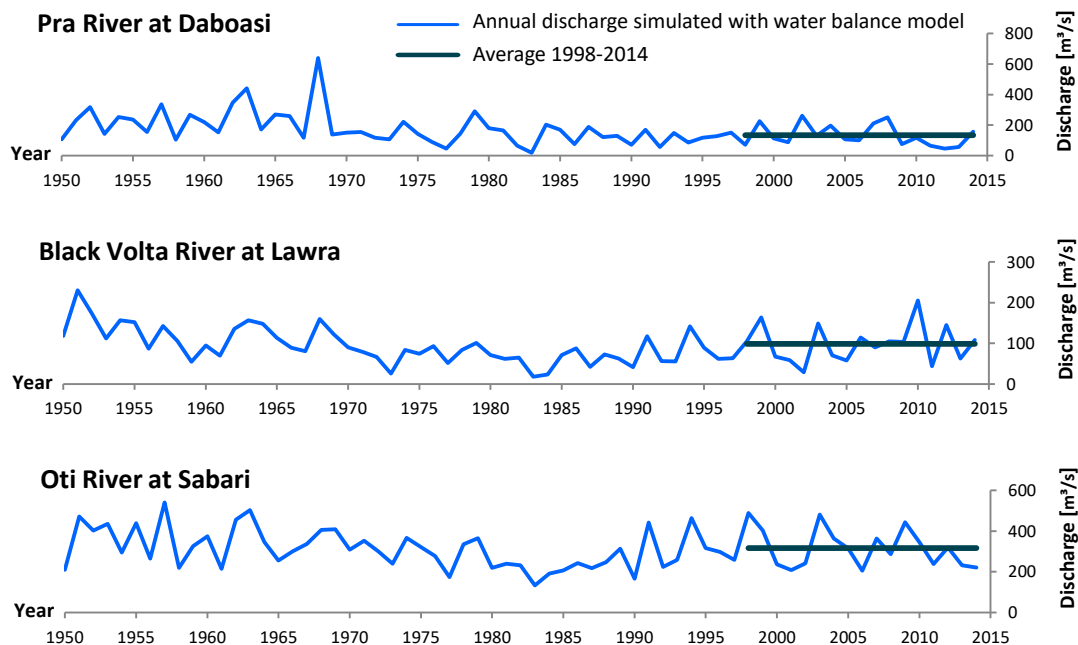 Pra River at Daboasi
Annual discharge simulated with water balance model
Average 1998-2014
Discharge [m³/s]
800
600
400
200
0
Year
1950 1955 1960 1965 1970 1975 1980 1985 1990 1995 2000 2005 2010 2015
Black Volta River at Lawra
Discharge [m³/s]
300
200
100
0
Year
1950 1955 1960 1965 1970 1975 1980 1985 1990 1995 2000 2005 2010 2015
Oti River at Sabari
Discharge [m³/s]
600
400
200
0
Year
1950 1955 1960 1965 1970 1975 1980 1985 1990 1995 2000 2005 2010 2015